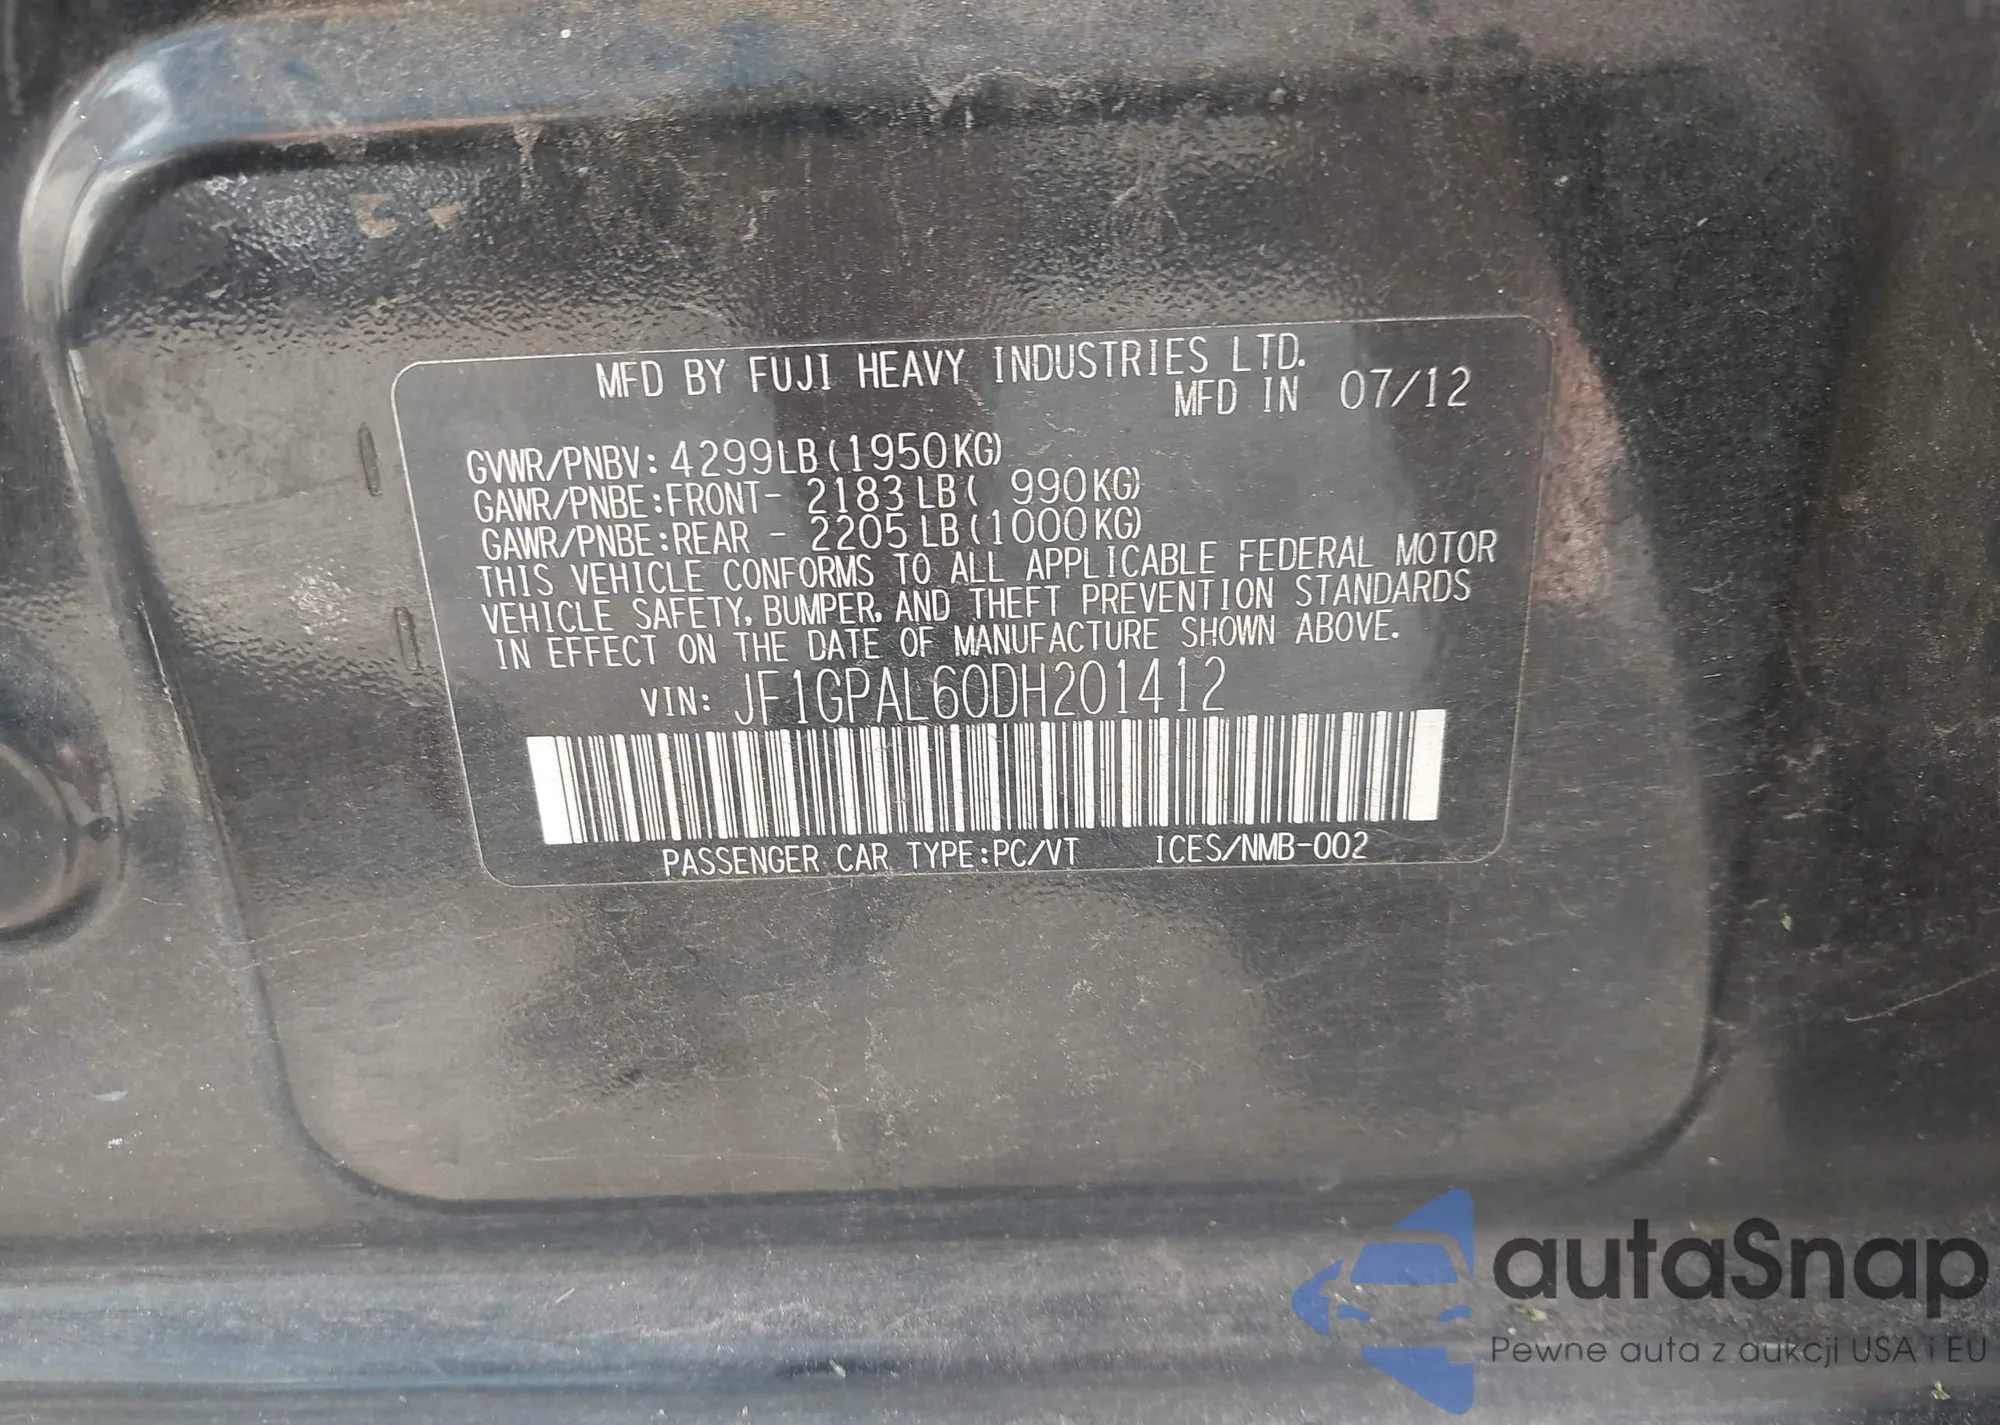 MFD BY FUJI HEAVY INDUSTRIES LTD.
MFD IN 07/12
GVWR/PNBV: 4299LB(1950KG)
GAWR/PNBE:FRONT- 2183LB( 990KG)
GAWR/PNBE:REAR - 2205LB(1000KG)
THIS VEHICLE CONFORMS TO ALL APPLICABLE FEDERAL MOTOR
VEHICLE SAFETY, BUMPER, AND THEFT PREVENTION STANDARDS
IN EFFECT ON THE DATE OF MANUFACTURE SHOWN ABOVE.
VIN: JF1GPAL60DH201412
PASSENGER CAR TYPE:PC/VT ICES/NMB-002
autaSnap
Pewne auta z aukcji USA i EU